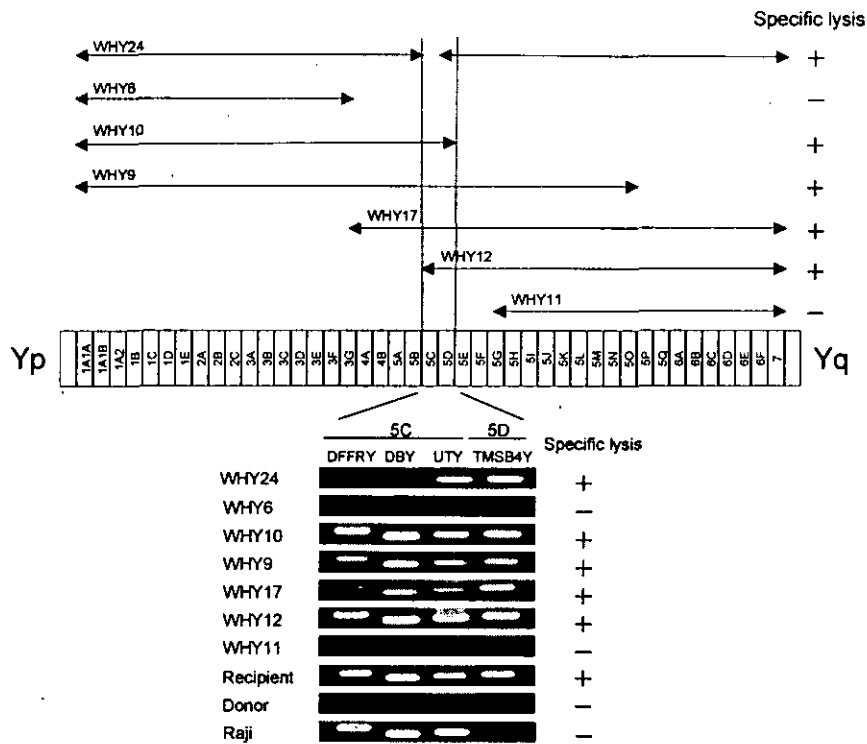 Specific lysis
WHY24 +
WHY6 −
WHY10 +
WHY9 +
WHY17 +
WHY12 +
WHY11 −
Yp 1A1A 1A1B 1A2 1B 1C 1D 1E 2A 2B 2C 3A 3B 3C 3D 3E 3F 3G 4A 4B 5A 5B 5C 5D 5E 5F 5G 5H 5I 5J 5K 5L 5M 5N 5O 5P 5Q 6A 6B 6C 6D 6E 6F 7 Yq
5C 5D Specific lysis
DFFRY DBY UTY TMSB4Y
WHY24 +
WHY6 −
WHY10 +
WHY9 +
WHY17 +
WHY12 +
WHY11 −
Recipient +
Donor −
Raji −